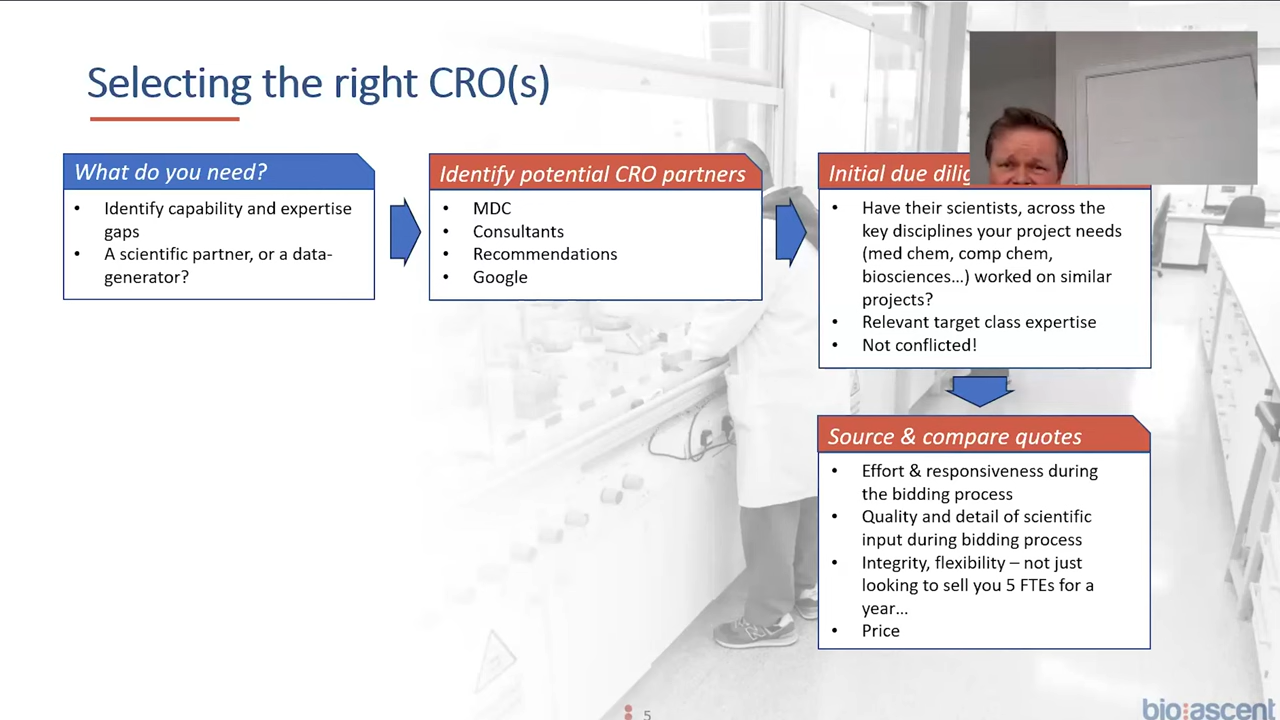 Selecting the right CRO(s)
What do you need?
• Identify capability and expertise
gaps
• A scientific partner, or a data-
generator?
Identify potential CRO partners
• MDC
• Consultants
• Recommendations
• Google
Initial due
• Have their scientists, across the
key disciplines your project needs
(med chem, comp chem,
biosciences...) worked on similar
projects?
• Relevant target class expertise
• Not conflicted!
Source & compare quotes
• Effort & responsiveness during
the bidding process
• Quality and detail of scientific
input during bidding process
• Integrity, flexibility – not just
looking to sell you 5 FTEs for a
year...
• Price
5
bioascent